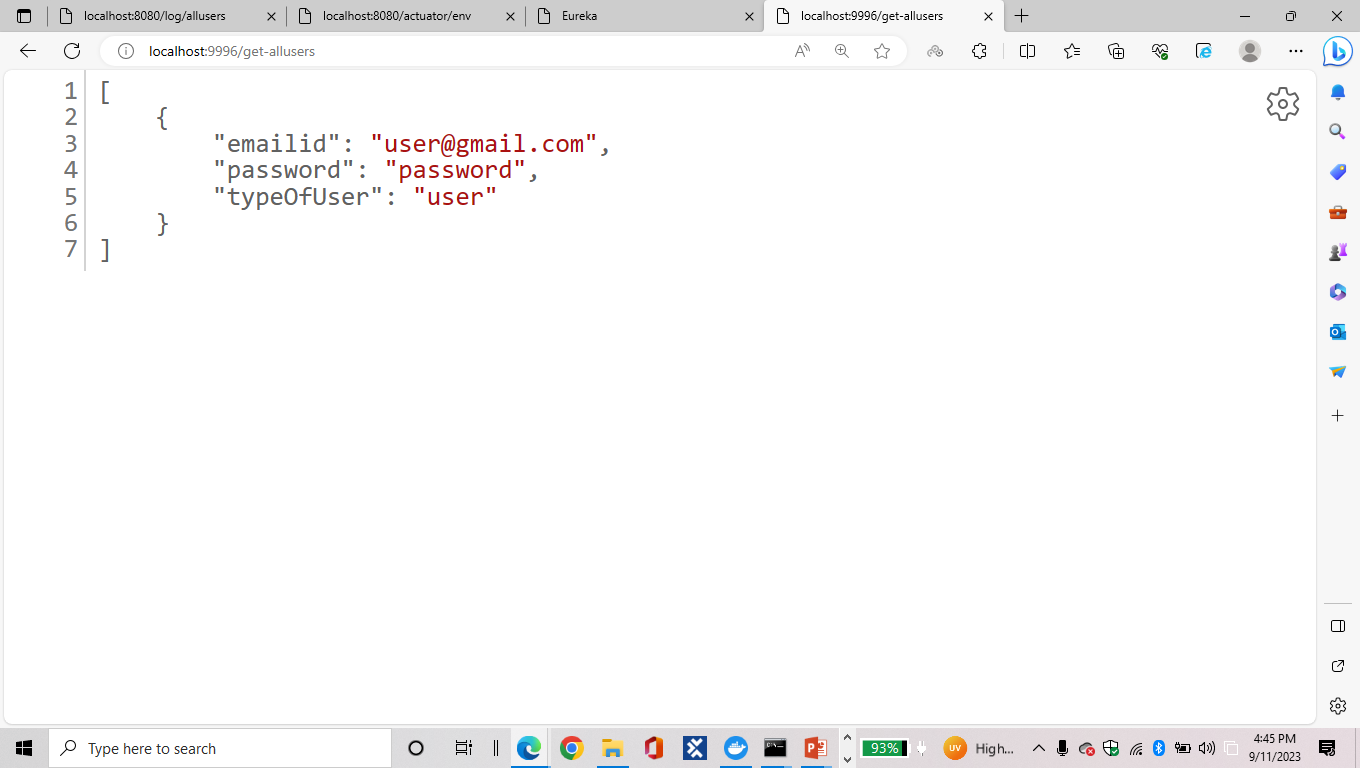 localhost:8080/log/allusers
localhost:8080/actuator/env
Eureka
localhost:9996/get-allusers
localhost:9996/get-allusers
1 [
2 {
3 "emailid": "user@gmail.com",
4 "password": "password",
5 "typeOfUser": "user"
6 }
7 ]
Type here to search
93%
UV
High...
4:45 PM
9/11/2023